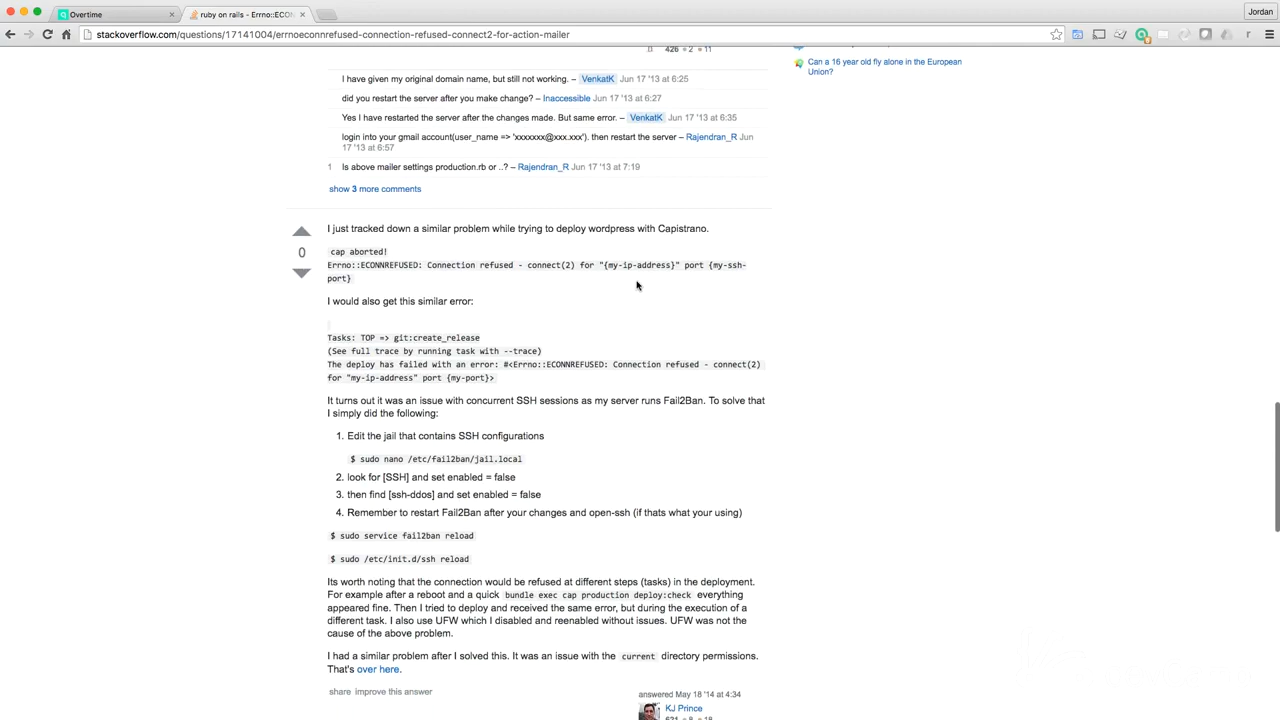 Overtime
ruby on rails - Errno::ECON
Jordan
stackoverflow.com/questions/17141004/errnoeconnrefused-connection-refused-connect2-for-action-mailer
426 2 11
Can a 16 year old fly alone in the European
Union?
I have given my original domain name, but still not working. – VenkatK Jun 17 '13 at 6:25
did you restart the server after you make change? – Inaccessible Jun 17 '13 at 6:27
Yes I have restarted the server after the changes made. But same error. – VenkatK Jun 17 '13 at 6:35
login into your gmail account(user_name => 'xxxxxxx@xxx.xxx'), then restart the server – Rajendran_R Jun
17 '13 at 6:57
1 Is above mailer settings production.rb or ..? – Rajendran_R Jun 17 '13 at 7:19
show 3 more comments
I just tracked down a similar problem while trying to deploy wordpress with Capistrano.
0
cap aborted!
Errno::ECONNREFUSED: Connection refused - connect(2) for "{my-ip-address}" port {my-ssh-
port}
I would also get this similar error:
Tasks: TOP => git:create_release
(See full trace by running task with --trace)
The deploy has failed with an error: #<Errno::ECONNREFUSED: Connection refused - connect(2)
for "my-ip-address" port {my-port}>
It turns out it was an issue with concurrent SSH sessions as my server runs Fail2Ban. To solve that
I simply did the following:
1. Edit the jail that contains SSH configurations
$ sudo nano /etc/fail2ban/jail.local
2. look for [SSH] and set enabled = false
3. then find [ssh-ddos] and set enabled = false
4. Remember to restart Fail2Ban after your changes and open-ssh (if thats what your using)
$ sudo service fail2ban reload
$ sudo /etc/init.d/ssh reload
Its worth noting that the connection would be refused at different steps (tasks) in the deployment.
For example after a reboot and a quick bundle exec cap production deploy:check everything
appeared fine. Then I tried to deploy and received the same error, but during the execution of a
different task. I also use UFW which I disabled and reenabled without issues. UFW was not the
cause of the above problem.
I had a similar problem after I solved this. It was an issue with the current directory permissions.
That's over here.
share improve this answer
answered May 18 '14 at 4:34
KJ Prince